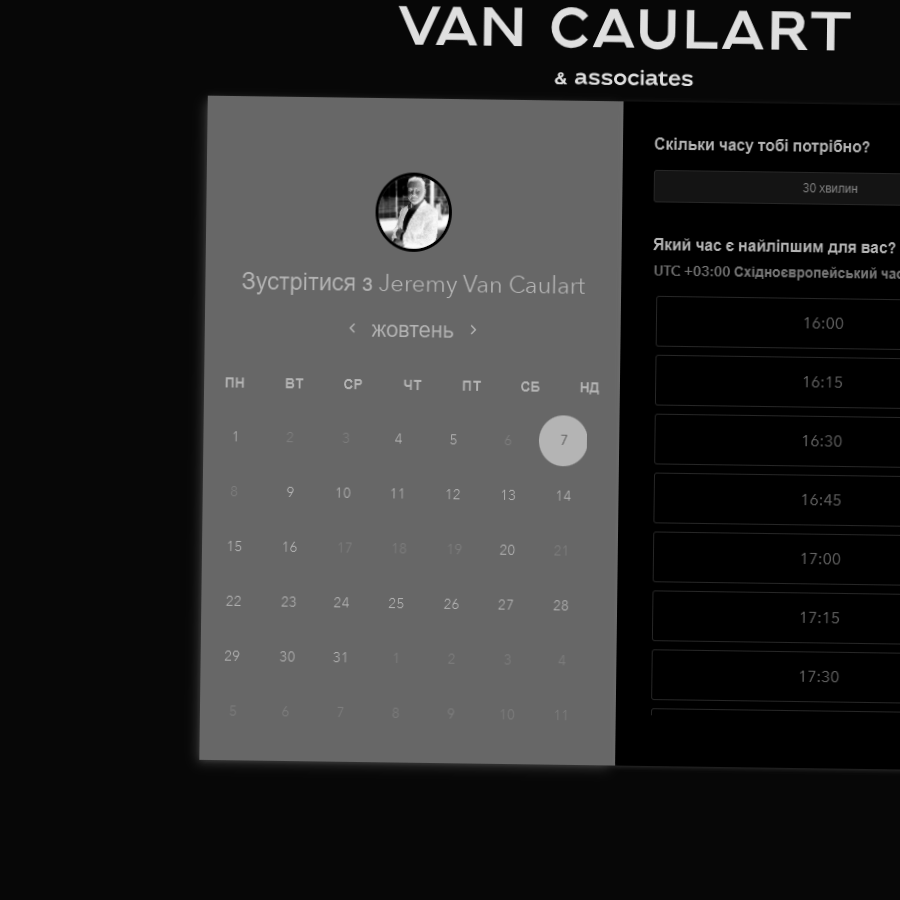 VAN CAULART
& associates
Зустрітися з Jeremy Van Caulart
‹ жовтень ›
ПН ВТ СР ЧТ ПТ СБ НД
1 2 3 4 5 6 7
8 9 10 11 12 13 14
15 16 17 18 19 20 21
22 23 24 25 26 27 28
29 30 31 1 2 3 4
5 6 7 8 9 10 11
Скільки часу тобі потрібно?
30 хвилин
Який час є найліпшим для вас?
UTC +03:00 Східноєвропейський час
16:00
16:15
16:30
16:45
17:00
17:15
17:30